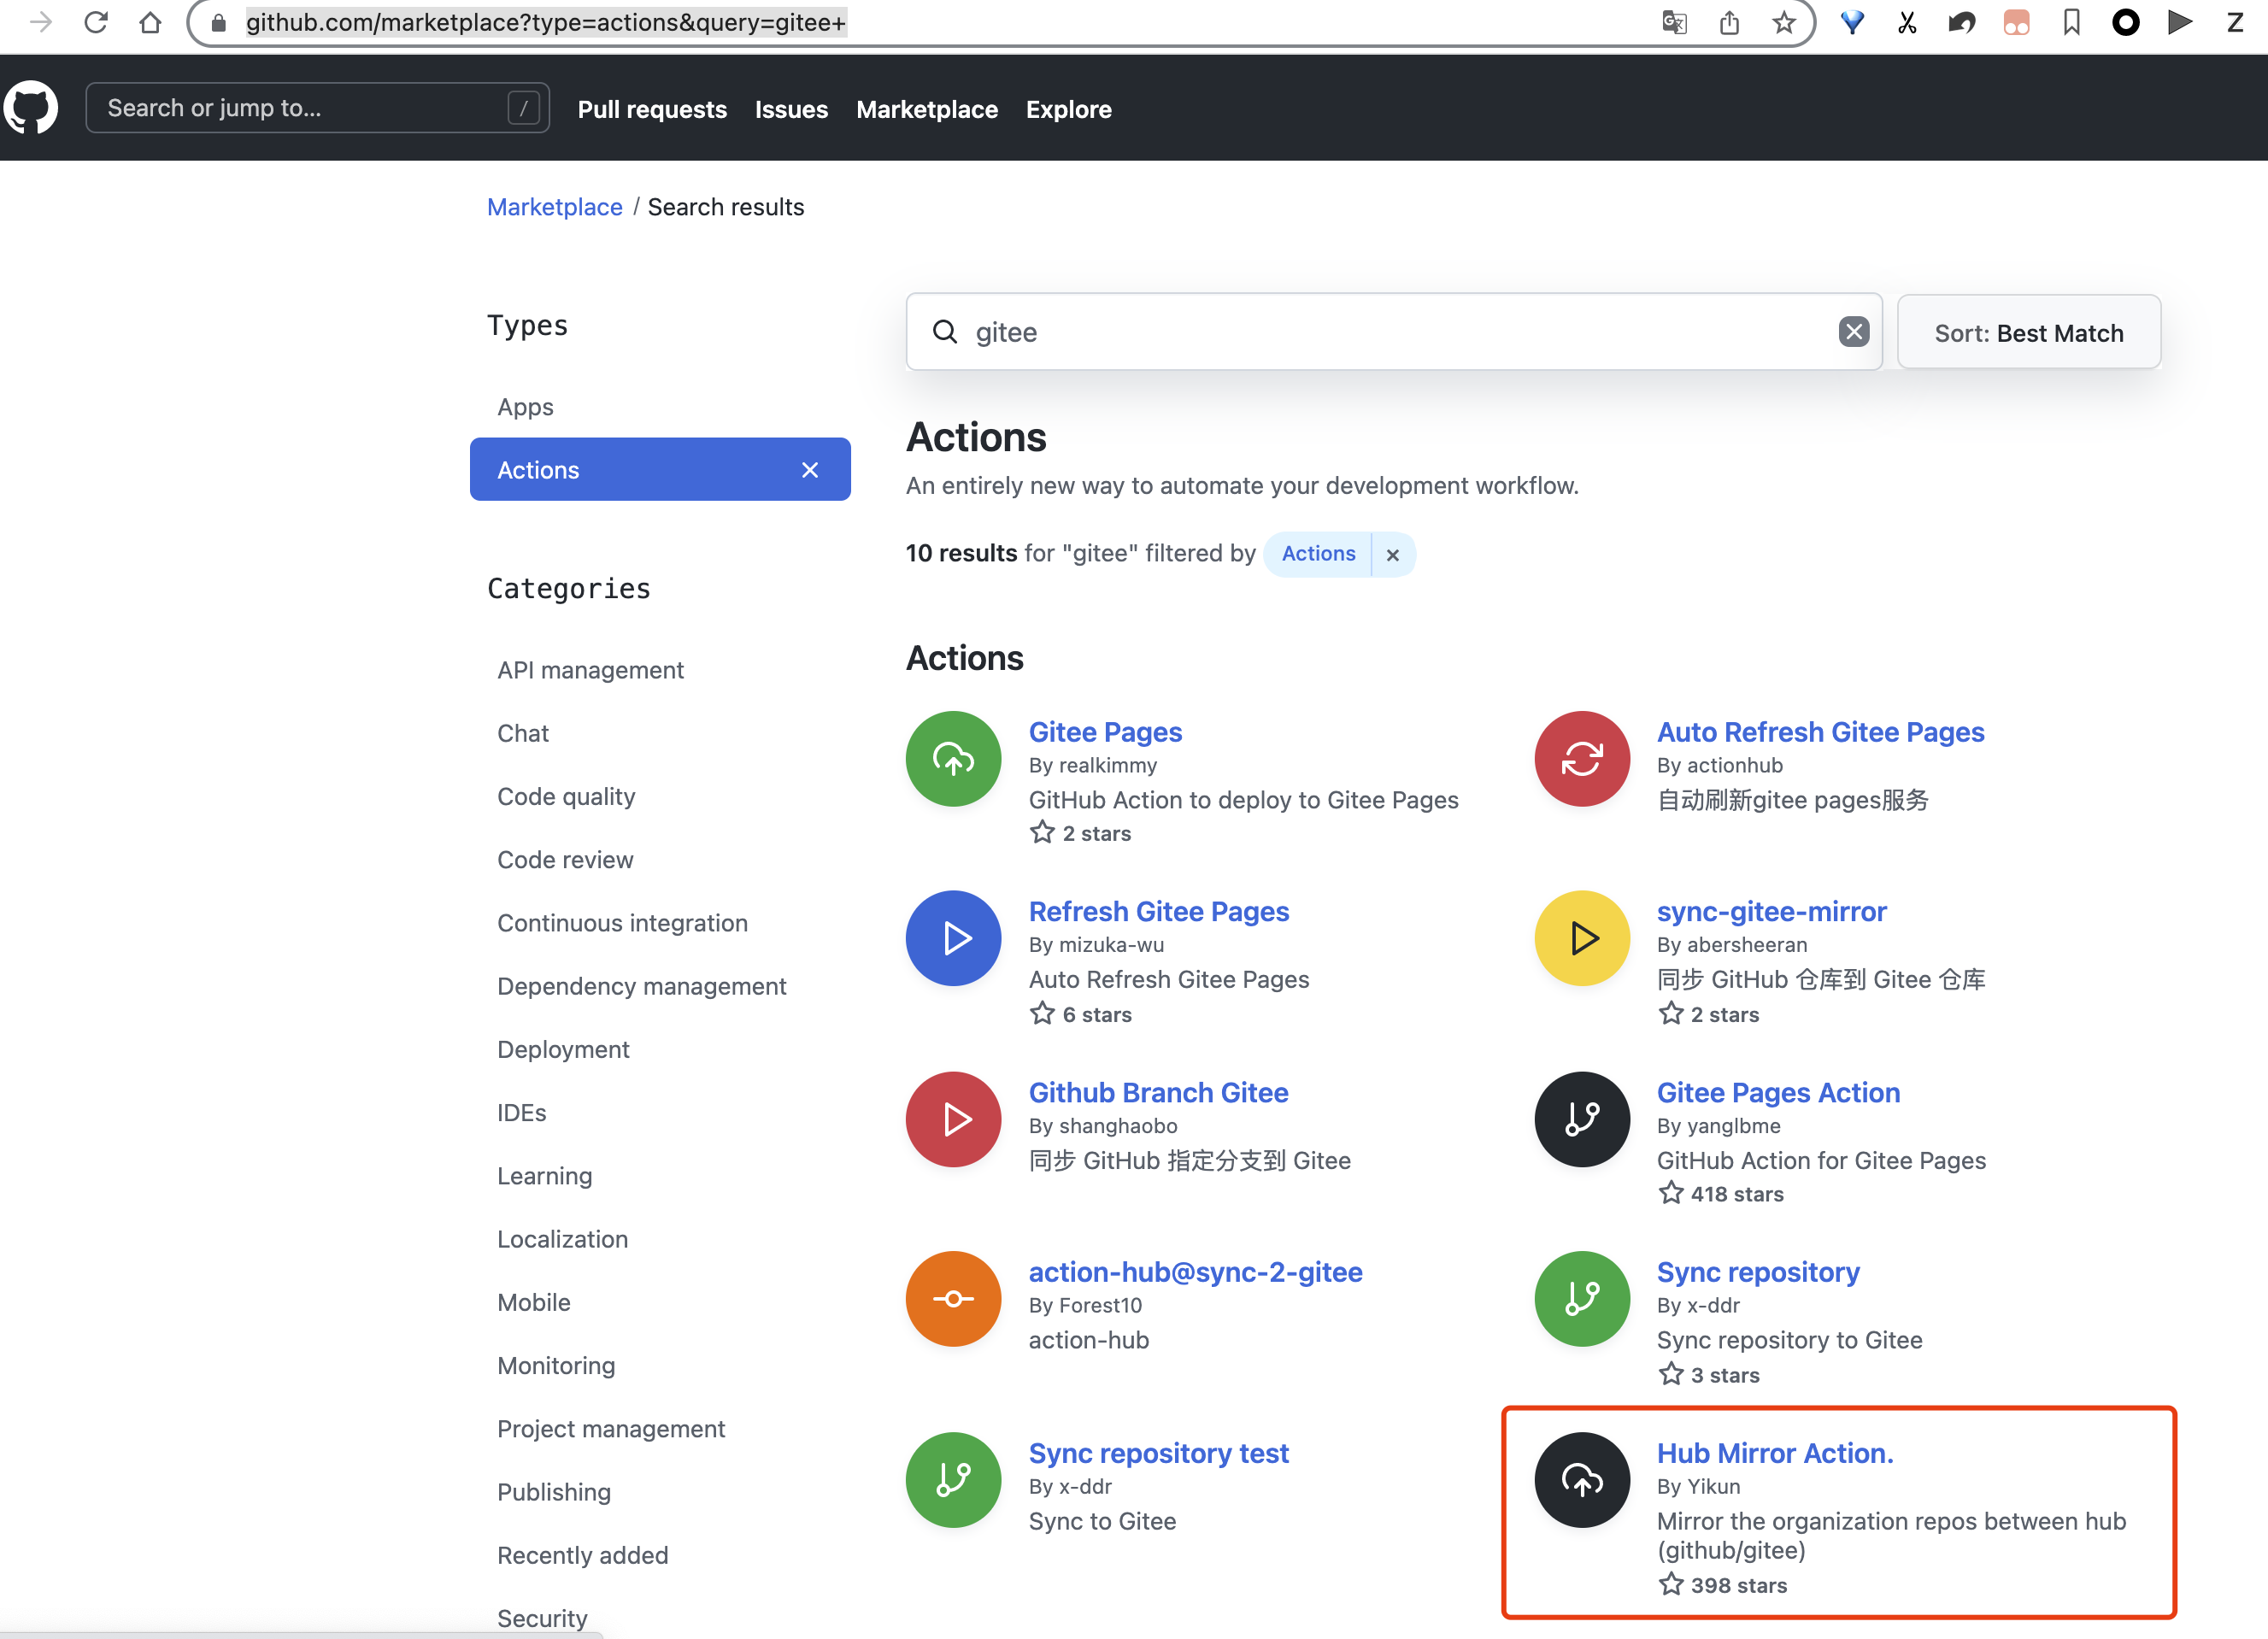 github.com/marketplace?type=actions&query=gitee+
Search or jump to... /
Pull requests Issues Marketplace Explore
Marketplace / Search results
Types
Apps
Actions
Categories
API management
Chat
Code quality
Code review
Continuous integration
Dependency management
Deployment
IDEs
Learning
Localization
Mobile
Monitoring
Project management
Publishing
Recently added
Security
gitee
Sort: Best Match
Actions
An entirely new way to automate your development workflow.
10 results for "gitee" filtered by Actions
Actions
Gitee Pages
By realkimmy
GitHub Action to deploy to Gitee Pages
2 stars
Auto Refresh Gitee Pages
By actionhub
自动刷新gitee pages服务
Refresh Gitee Pages
By mizuka-wu
Auto Refresh Gitee Pages
6 stars
sync-gitee-mirror
By abersheeran
同步 GitHub 仓库到 Gitee 仓库
2 stars
Github Branch Gitee
By shanghaobo
同步 GitHub 指定分支到 Gitee
Gitee Pages Action
By yanglbme
GitHub Action for Gitee Pages
418 stars
action-hub@sync-2-gitee
By Forest10
action-hub
Sync repository
By x-ddr
Sync repository to Gitee
3 stars
Sync repository test
By x-ddr
Sync to Gitee
Hub Mirror Action.
By Yikun
Mirror the organization repos between hub
(github/gitee)
398 stars